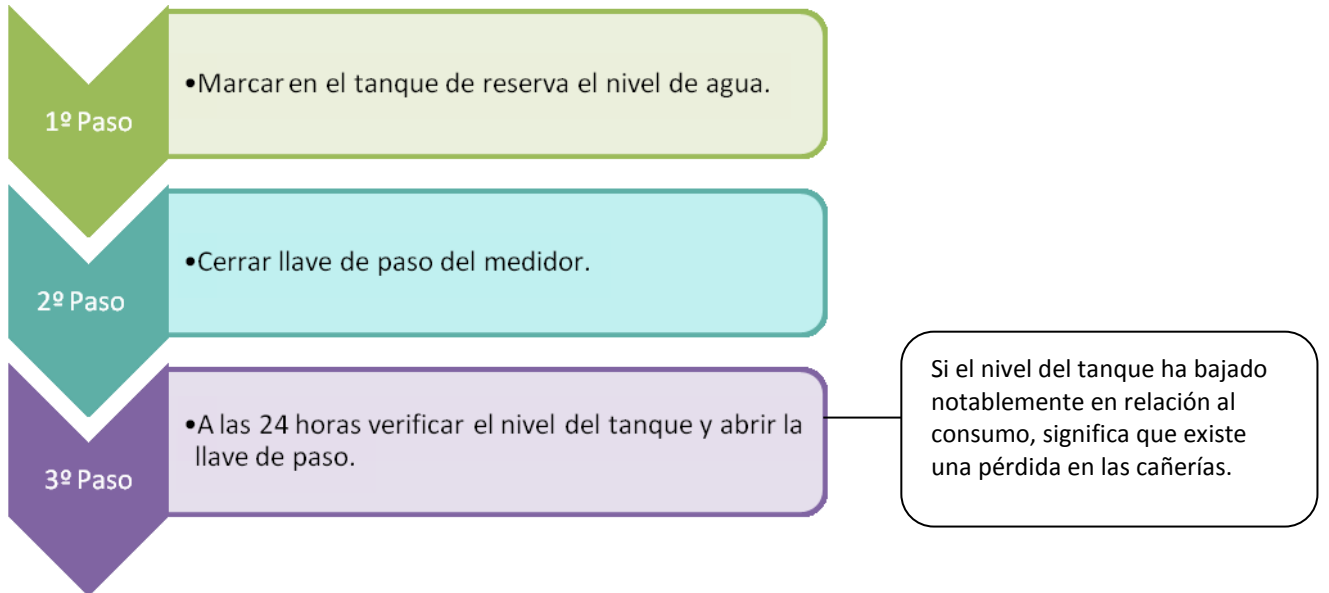 1º Paso
•Marcar en el tanque de reserva el nivel de agua.
2º Paso
•Cerrar llave de paso del medidor.
3º Paso
•A las 24 horas verificar el nivel del tanque y abrir la
llave de paso.
Si el nivel del tanque ha bajado
notablemente en relación al
consumo, significa que existe
una pérdida en las cañerías.